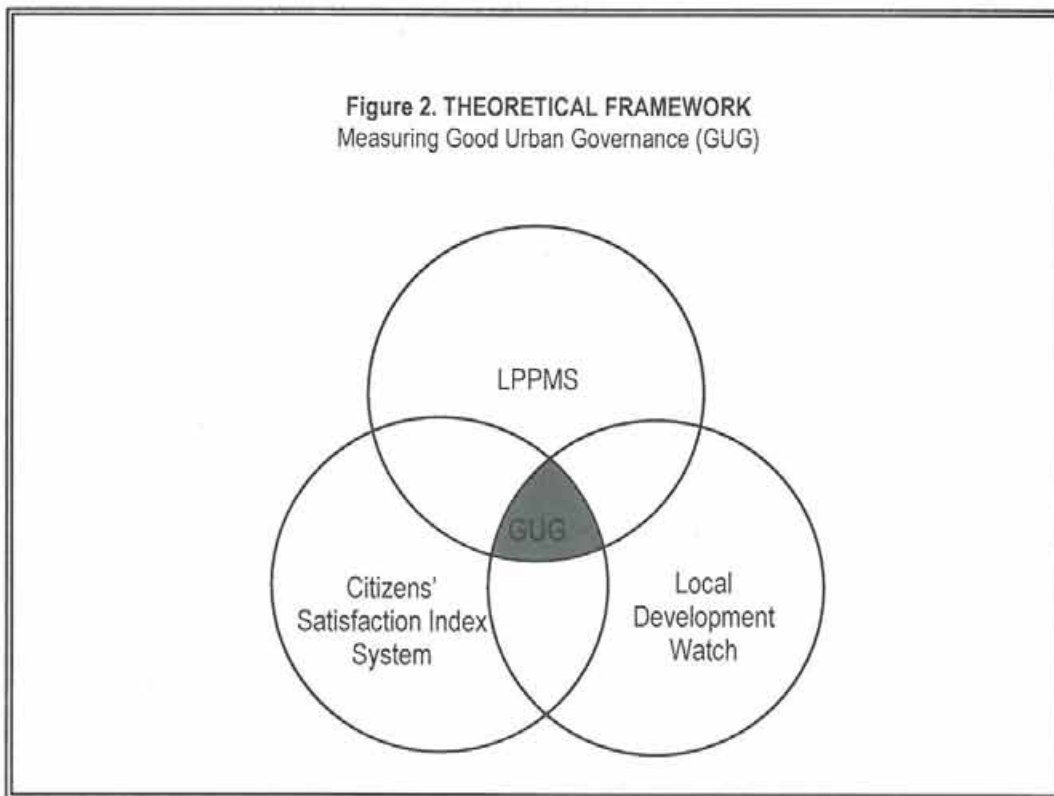 Figure 2. THEORETICAL FRAMEWORK
Measuring Good Urban Governance (GUG)
LPPMS
GUG
Citizens'
Satisfaction Index
System
Local
Development
Watch